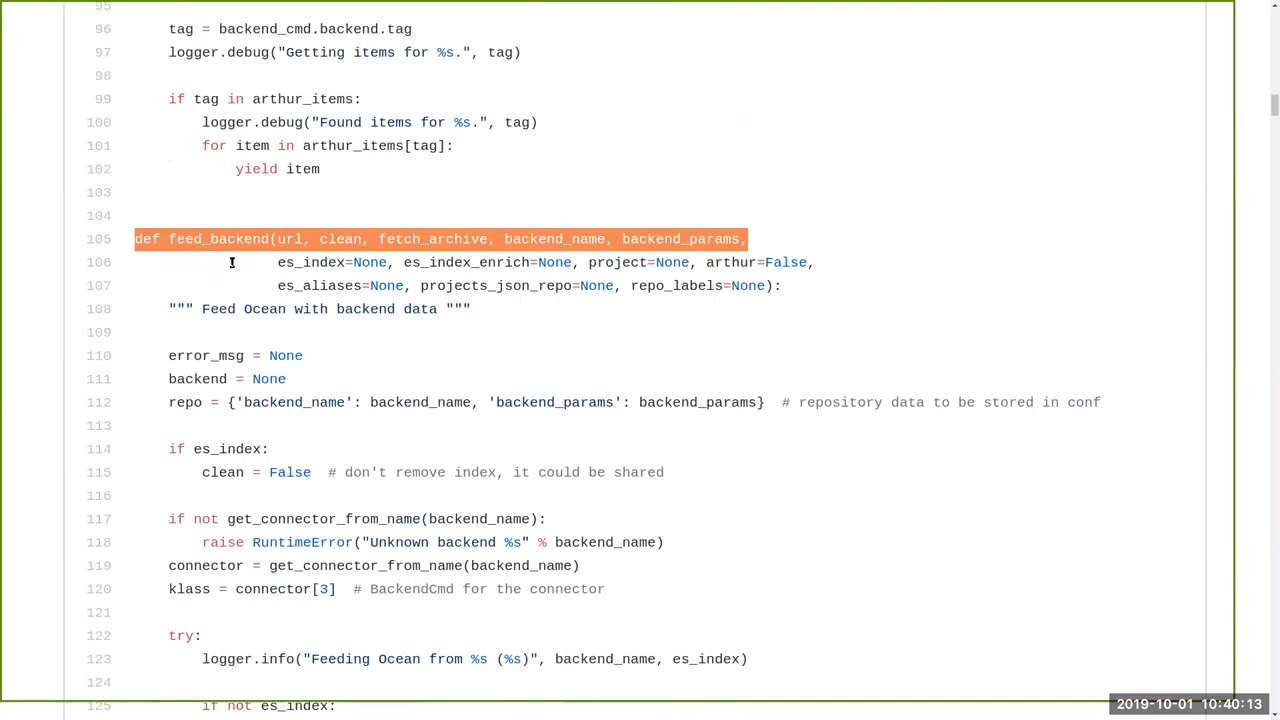 95
96 tag = backend_cmd.backend.tag
97 logger.debug("Getting items for %s.", tag)
98
99 if tag in arthur_items:
100 logger.debug("Found items for %s.", tag)
101 for item in arthur_items[tag]:
102 yield item
103
104
105 def feed_backend(url, clean, fetch_archive, backend_name, backend_params,
106 es_index=None, es_index_enrich=None, project=None, arthur=False,
107 es_aliases=None, projects_json_repo=None, repo_labels=None):
108 """ Feed Ocean with backend data """
109
110 error_msg = None
111 backend = None
112 repo = {'backend_name': backend_name, 'backend_params': backend_params}  # repository data to be stored in conf
113
114 if es_index:
115 clean = False  # don't remove index, it could be shared
116
117 if not get_connector_from_name(backend_name):
118 raise RuntimeError("Unknown backend %s" % backend_name)
119 connector = get_connector_from_name(backend_name)
120 klass = connector[3]  # BackendCmd for the connector
121
122 try:
123 logger.info("Feeding Ocean from %s (%s)", backend_name, es_index)
124
125 if not es_index:
2019-10-01 10:40:13